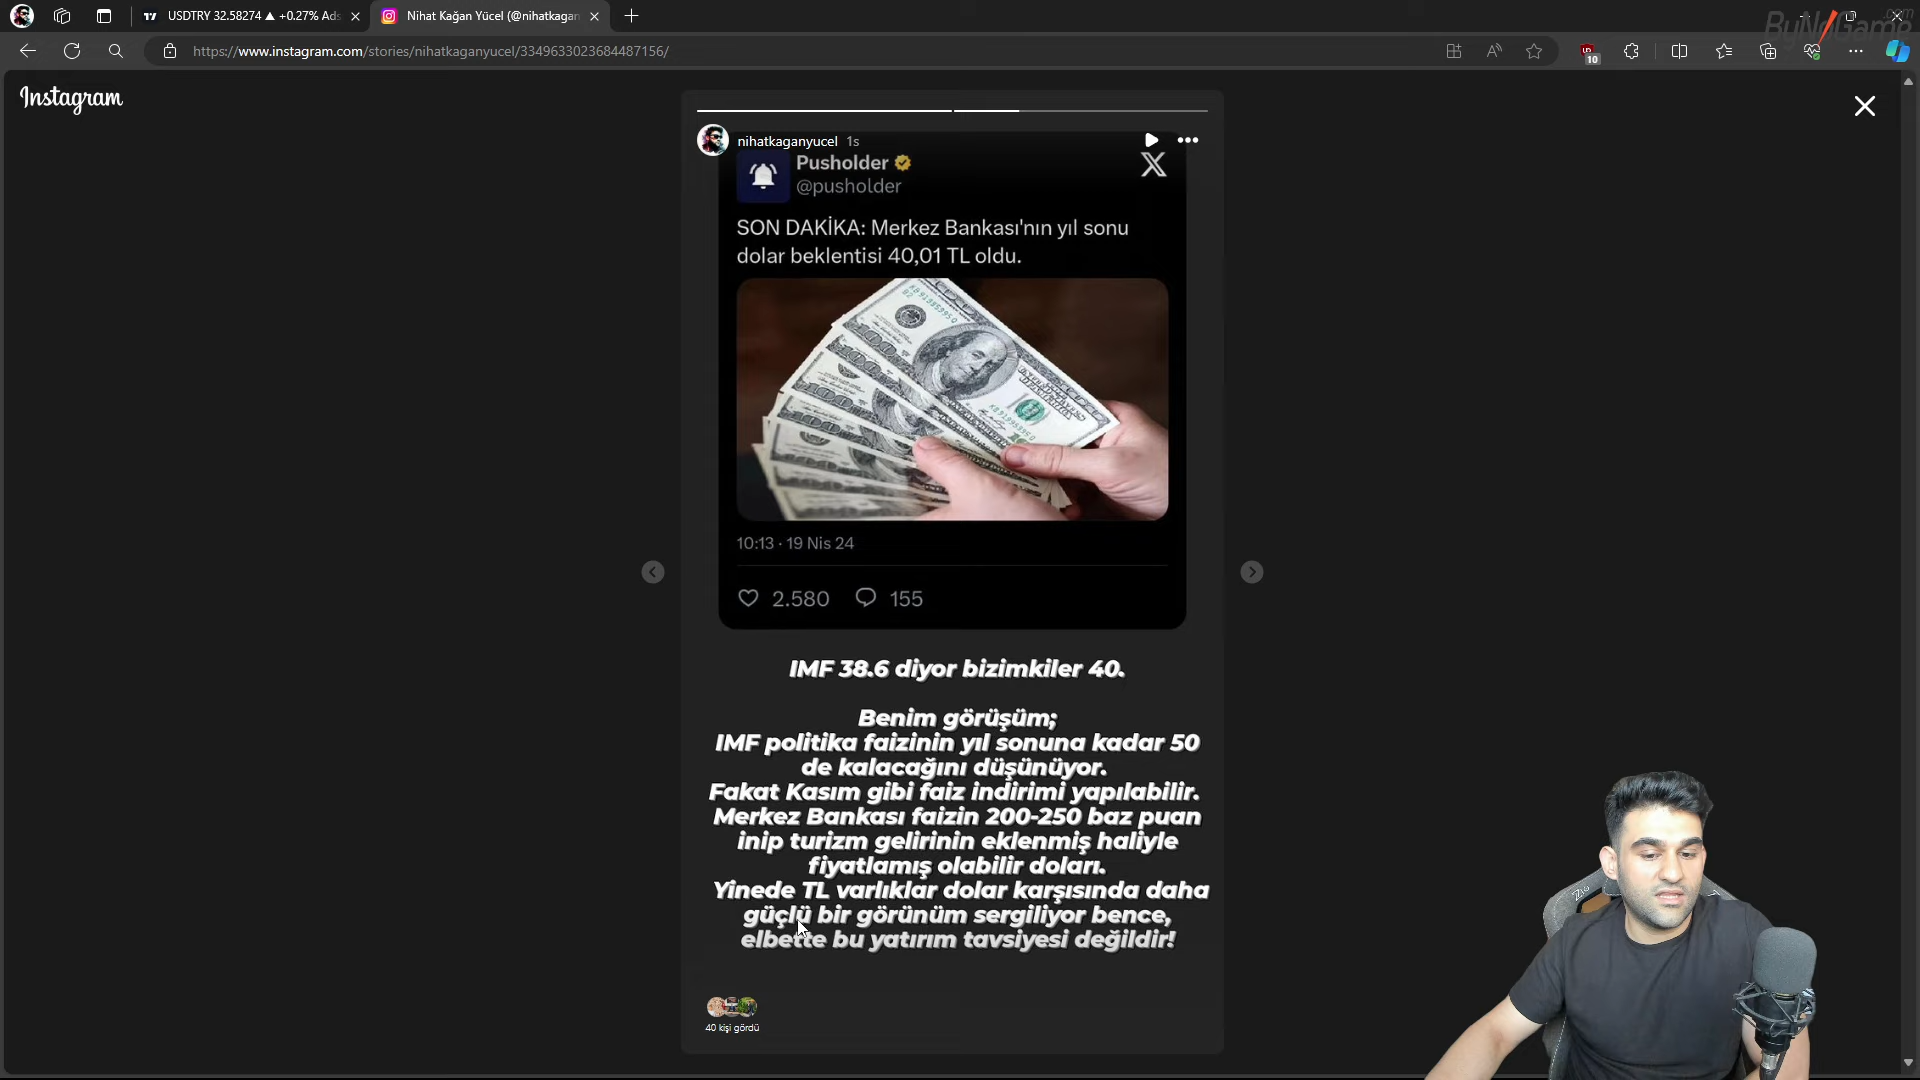 USDTRY 32.58274 ▲ +0.27% Ads
Nihat Kağan Yücel (@nihatkagan
ByNoGame.com
https://www.instagram.com/stories/nihatkaganyucel/3349633023684487156/
10
Instagram
nihatkaganyucel 1s
Pusholder
@pusholder
SON DAKİKA: Merkez Bankası'nın yıl sonu
dolar beklentisi 40,01 TL oldu.
10:13 · 19 Nis 24
2.580 155
IMF 38.6 diyor bizimkiler 40.
Benim görüşüm;
IMF politika faizinin yıl sonuna kadar 50
de kalacağını düşünüyor.
Fakat Kasım gibi faiz indirimi yapılabilir.
Merkez Bankası faizin 200-250 baz puan
inip turizm gelirinin eklenmiş haliyle
fiyatlamış olabilir doları.
Yinede TL varlıklar dolar karşısında daha
güçlü bir görünüm sergiliyor bence,
elbette bu yatırım tavsiyesi değildir!
40 kişi gördü